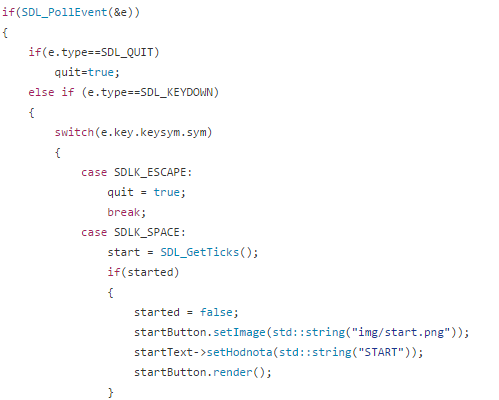 if(SDL_PollEvent(&e))
{
    if(e.type==SDL_QUIT)
        quit=true;
    else if (e.type==SDL_KEYDOWN)
    {
        switch(e.key.keysym.sym)
        {
            case SDLK_ESCAPE:
                quit = true;
                break;
            case SDLK_SPACE:
                start = SDL_GetTicks();
                if(started)
                {
                    started = false;
                    startButton.setImage(std::string("img/start.png"));
                    startText->setHodnota(std::string("START"));
                    startButton.render();
                }